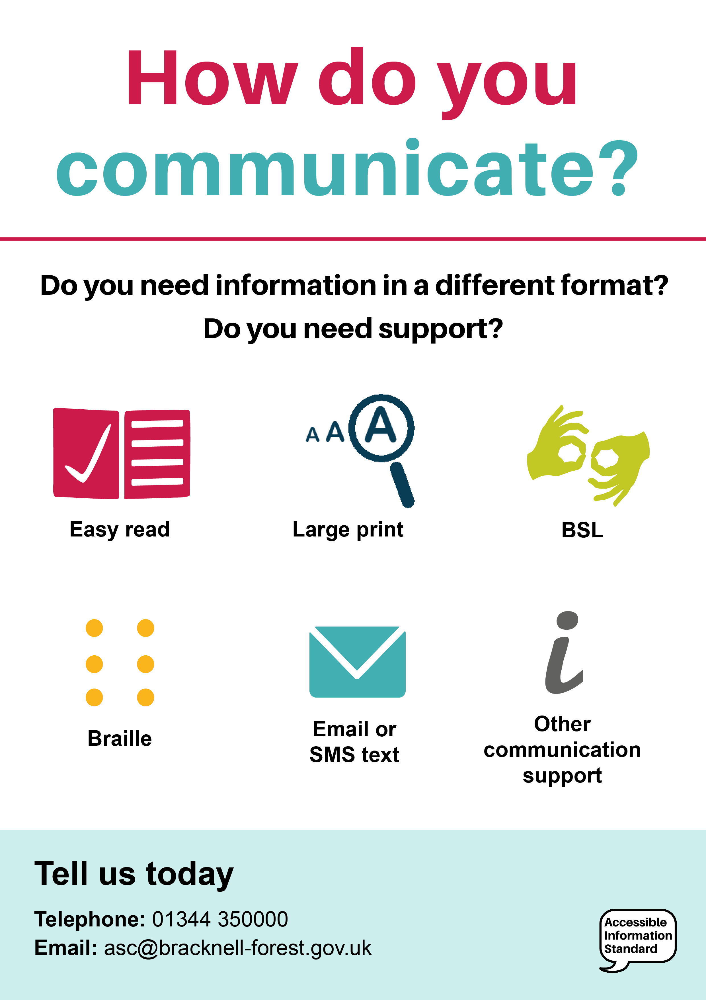 How do you
communicate?
Do you need information in a different format?
Do you need support?
A A A
Easy read
Large print
BSL
i
Braille
Email or
SMS text
Other
communication
support
Tell us today
Telephone: 01344 350000
Email: asc@bracknell-forest.gov.uk
Accessible
Information
Standard